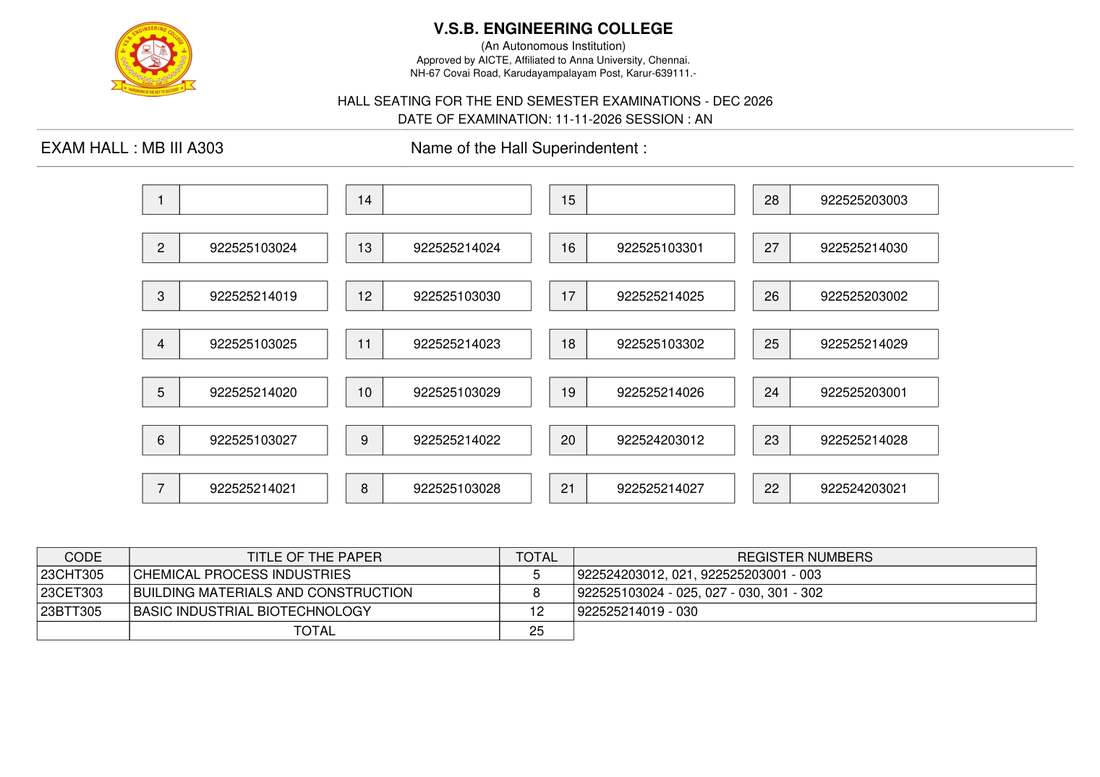 V.S.B. ENGINEERING COLLEGE
(An Autonomous Institution)
Approved by AICTE, Affiliated to Anna University, Chennai.
NH-67 Covai Road, Karudayampalayam Post, Karur-639111.-
HALL SEATING FOR THE END SEMESTER EXAMINATIONS - DEC 2026
DATE OF EXAMINATION: 11-11-2026 SESSION : AN
EXAM HALL : MB III A303 Name of the Hall Superindentent :
1 14 15 28 922525203003
2 922525103024 13 922525214024 16 922525103301 27 922525214030
3 922525214019 12 922525103030 17 922525214025 26 922525203002
4 922525103025 11 922525214023 18 922525103302 25 922525214029
5 922525214020 10 922525103029 19 922525214026 24 922525203001
6 922525103027 9 922525214022 20 922524203012 23 922525214028
7 922525214021 8 922525103028 21 922525214027 22 922524203021
CODE TITLE OF THE PAPER TOTAL REGISTER NUMBERS
23CHT305 CHEMICAL PROCESS INDUSTRIES 5 922524203012, 021, 922525203001 - 003
23CET303 BUILDING MATERIALS AND CONSTRUCTION 8 922525103024 - 025, 027 - 030, 301 - 302
23BTT305 BASIC INDUSTRIAL BIOTECHNOLOGY 12 922525214019 - 030
TOTAL 25